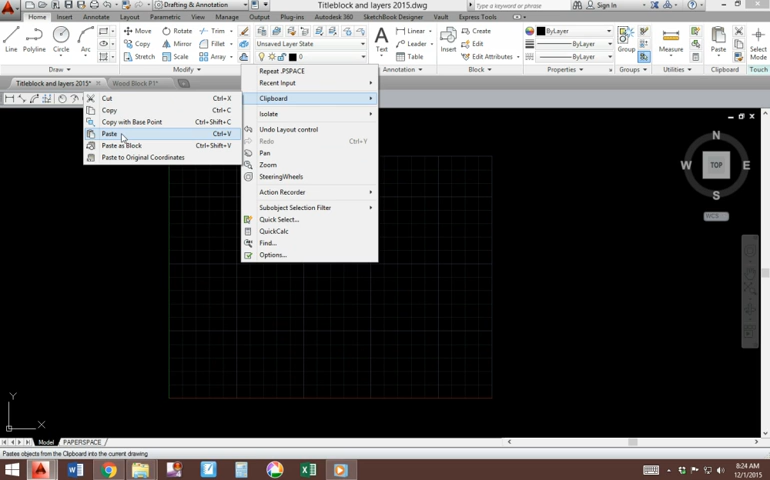 Drafting & Annotation
Titleblock and layers 2015.dwg
Type a keyword or phrase
Sign In
Home Insert Annotate Layout Parametric View Manage Output Plug-ins Autodesk 360 SketchBook Designer Vault Express Tools
Line Polyline Circle Arc
Move Rotate Trim
Copy Mirror Fillet
Stretch Scale Array
Unsaved Layer State
0
Text
Linear
Leader
Table
Insert
Create
Edit
Edit Attributes
ByLayer
ByLayer
ByLayer
Group
Measure
Paste
Select
Mode
Draw Modify Annotation Block Properties Groups Utilities Clipboard Touch
Titleblock and layers 2015* Wood Block P1*
Cut Ctrl+X
Copy Ctrl+C
Copy with Base Point Ctrl+Shift+C
Paste Ctrl+V
Paste as Block Ctrl+Shift+V
Paste to Original Coordinates
Repeat .PSPACE
Recent Input
Clipboard
Isolate
Undo Layout control
Redo Ctrl+Y
Pan
Zoom
SteeringWheels
Action Recorder
Subobject Selection Filter
Quick Select...
QuickCalc
Find...
Options...
N
W TOP E
S
WCS
Y
X
Model PAPERSPACE
Pastes objects from the Clipboard into the current drawing
8:24 AM
12/1/2015